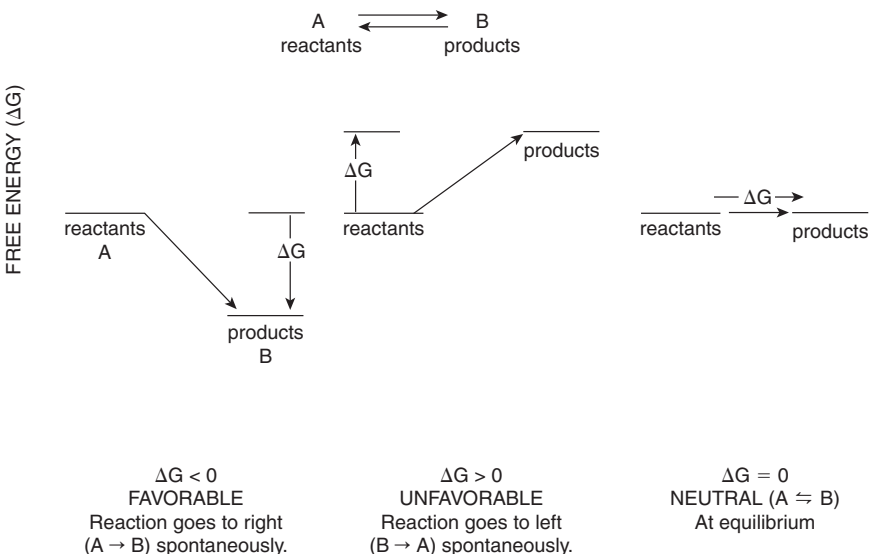 A B
reactants products
FREE ENERGY (ΔG)
products
ΔG
ΔG
reactants
A
ΔG
reactants
reactants
products
products
B
ΔG < 0
FAVORABLE
Reaction goes to right
(A → B) spontaneously.
ΔG > 0
UNFAVORABLE
Reaction goes to left
(B → A) spontaneously.
ΔG = 0
NEUTRAL (A ⇋ B)
At equilibrium